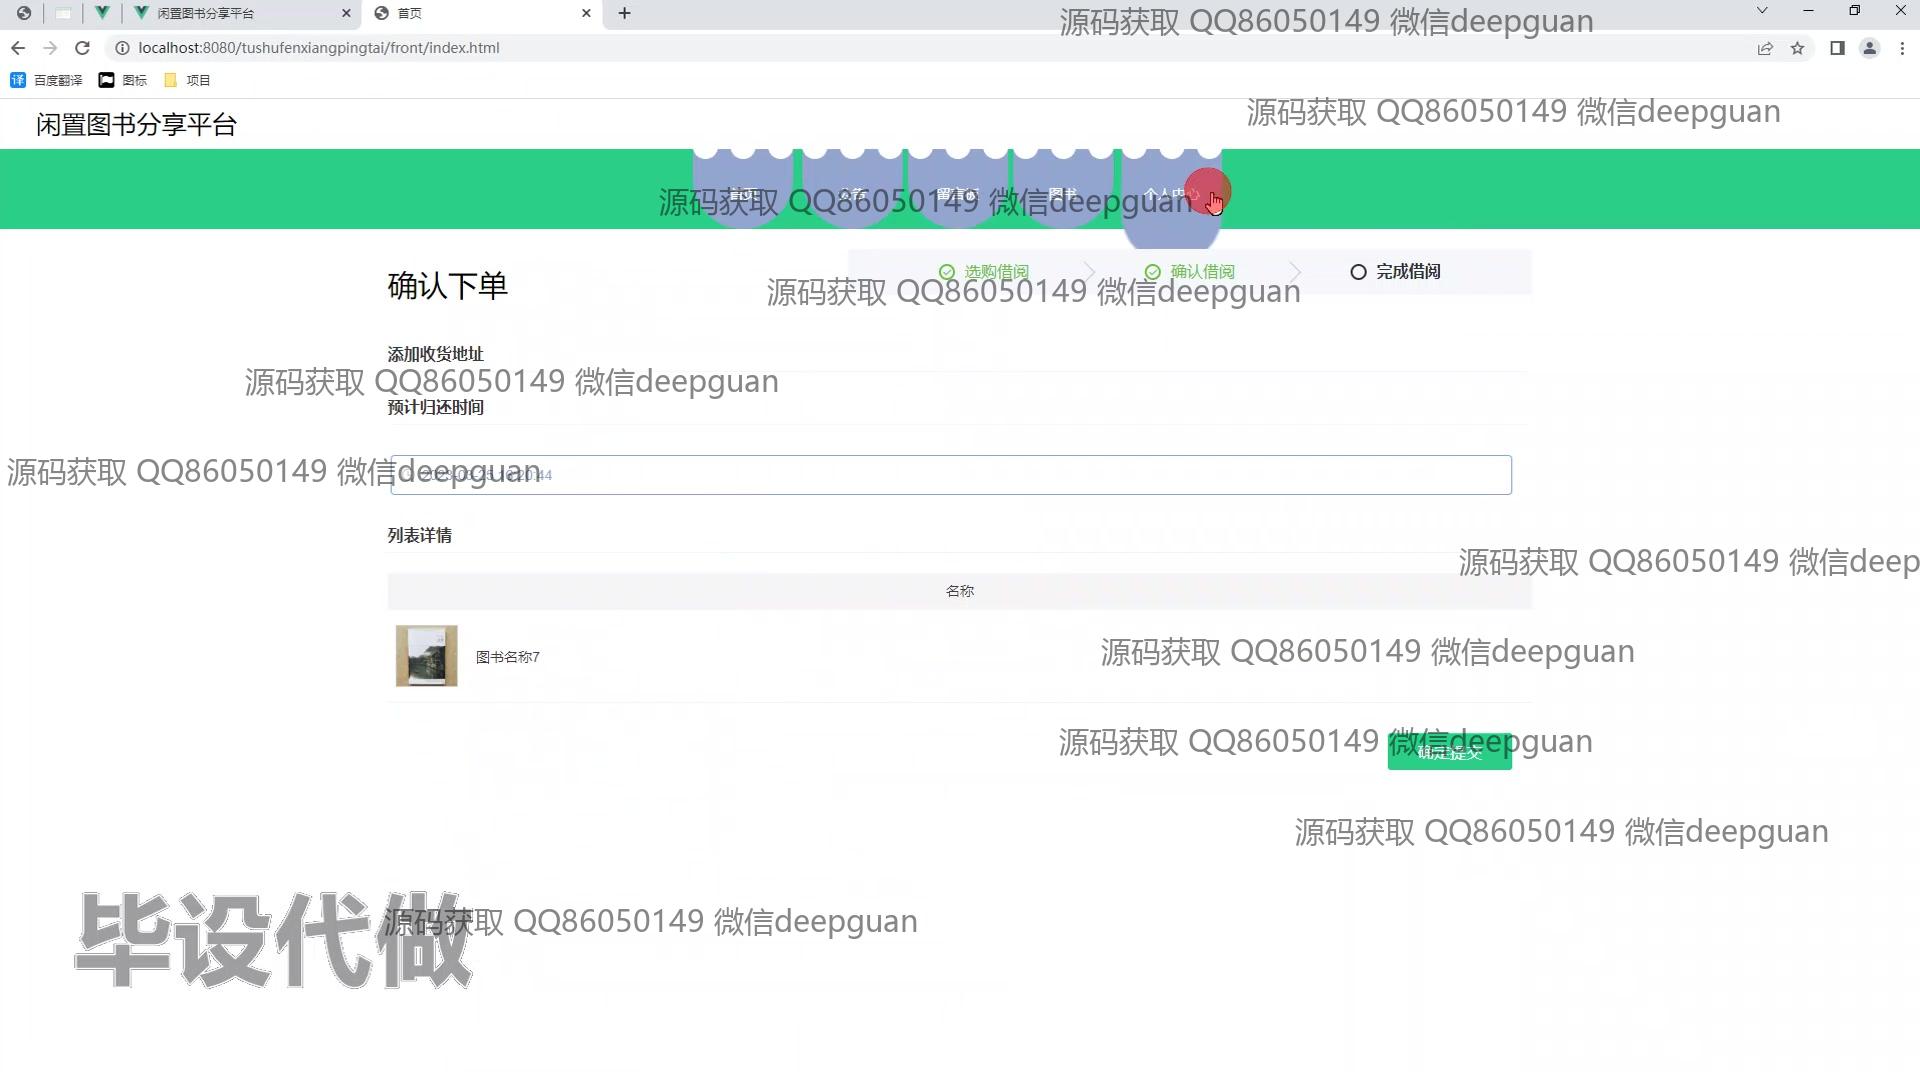 闲置图书分享平台
首页
源码获取 QQ86050149 微信deepguan
localhost:8080/tushufenxiangpingtai/front/index.html
百度翻译
图标
项目
闲置图书分享平台
源码获取 QQ86050149 微信deepguan
首页
公告
留言板
图书
个人中心
源码获取 QQ86050149 微信deepguan
确认下单
选购借阅
确认借阅
完成借阅
源码获取 QQ86050149 微信deepguan
添加收货地址
源码获取 QQ86050149 微信deepguan
预计归还时间
源码获取 QQ86050149 微信deepguan
列表详情
源码获取 QQ86050149 微信deep
名称
图书名称7
源码获取 QQ86050149 微信deepguan
源码获取 QQ86050149 微信deepguan
确定提交
源码获取 QQ86050149 微信deepguan
毕设代做
源码获取 QQ86050149 微信deepguan